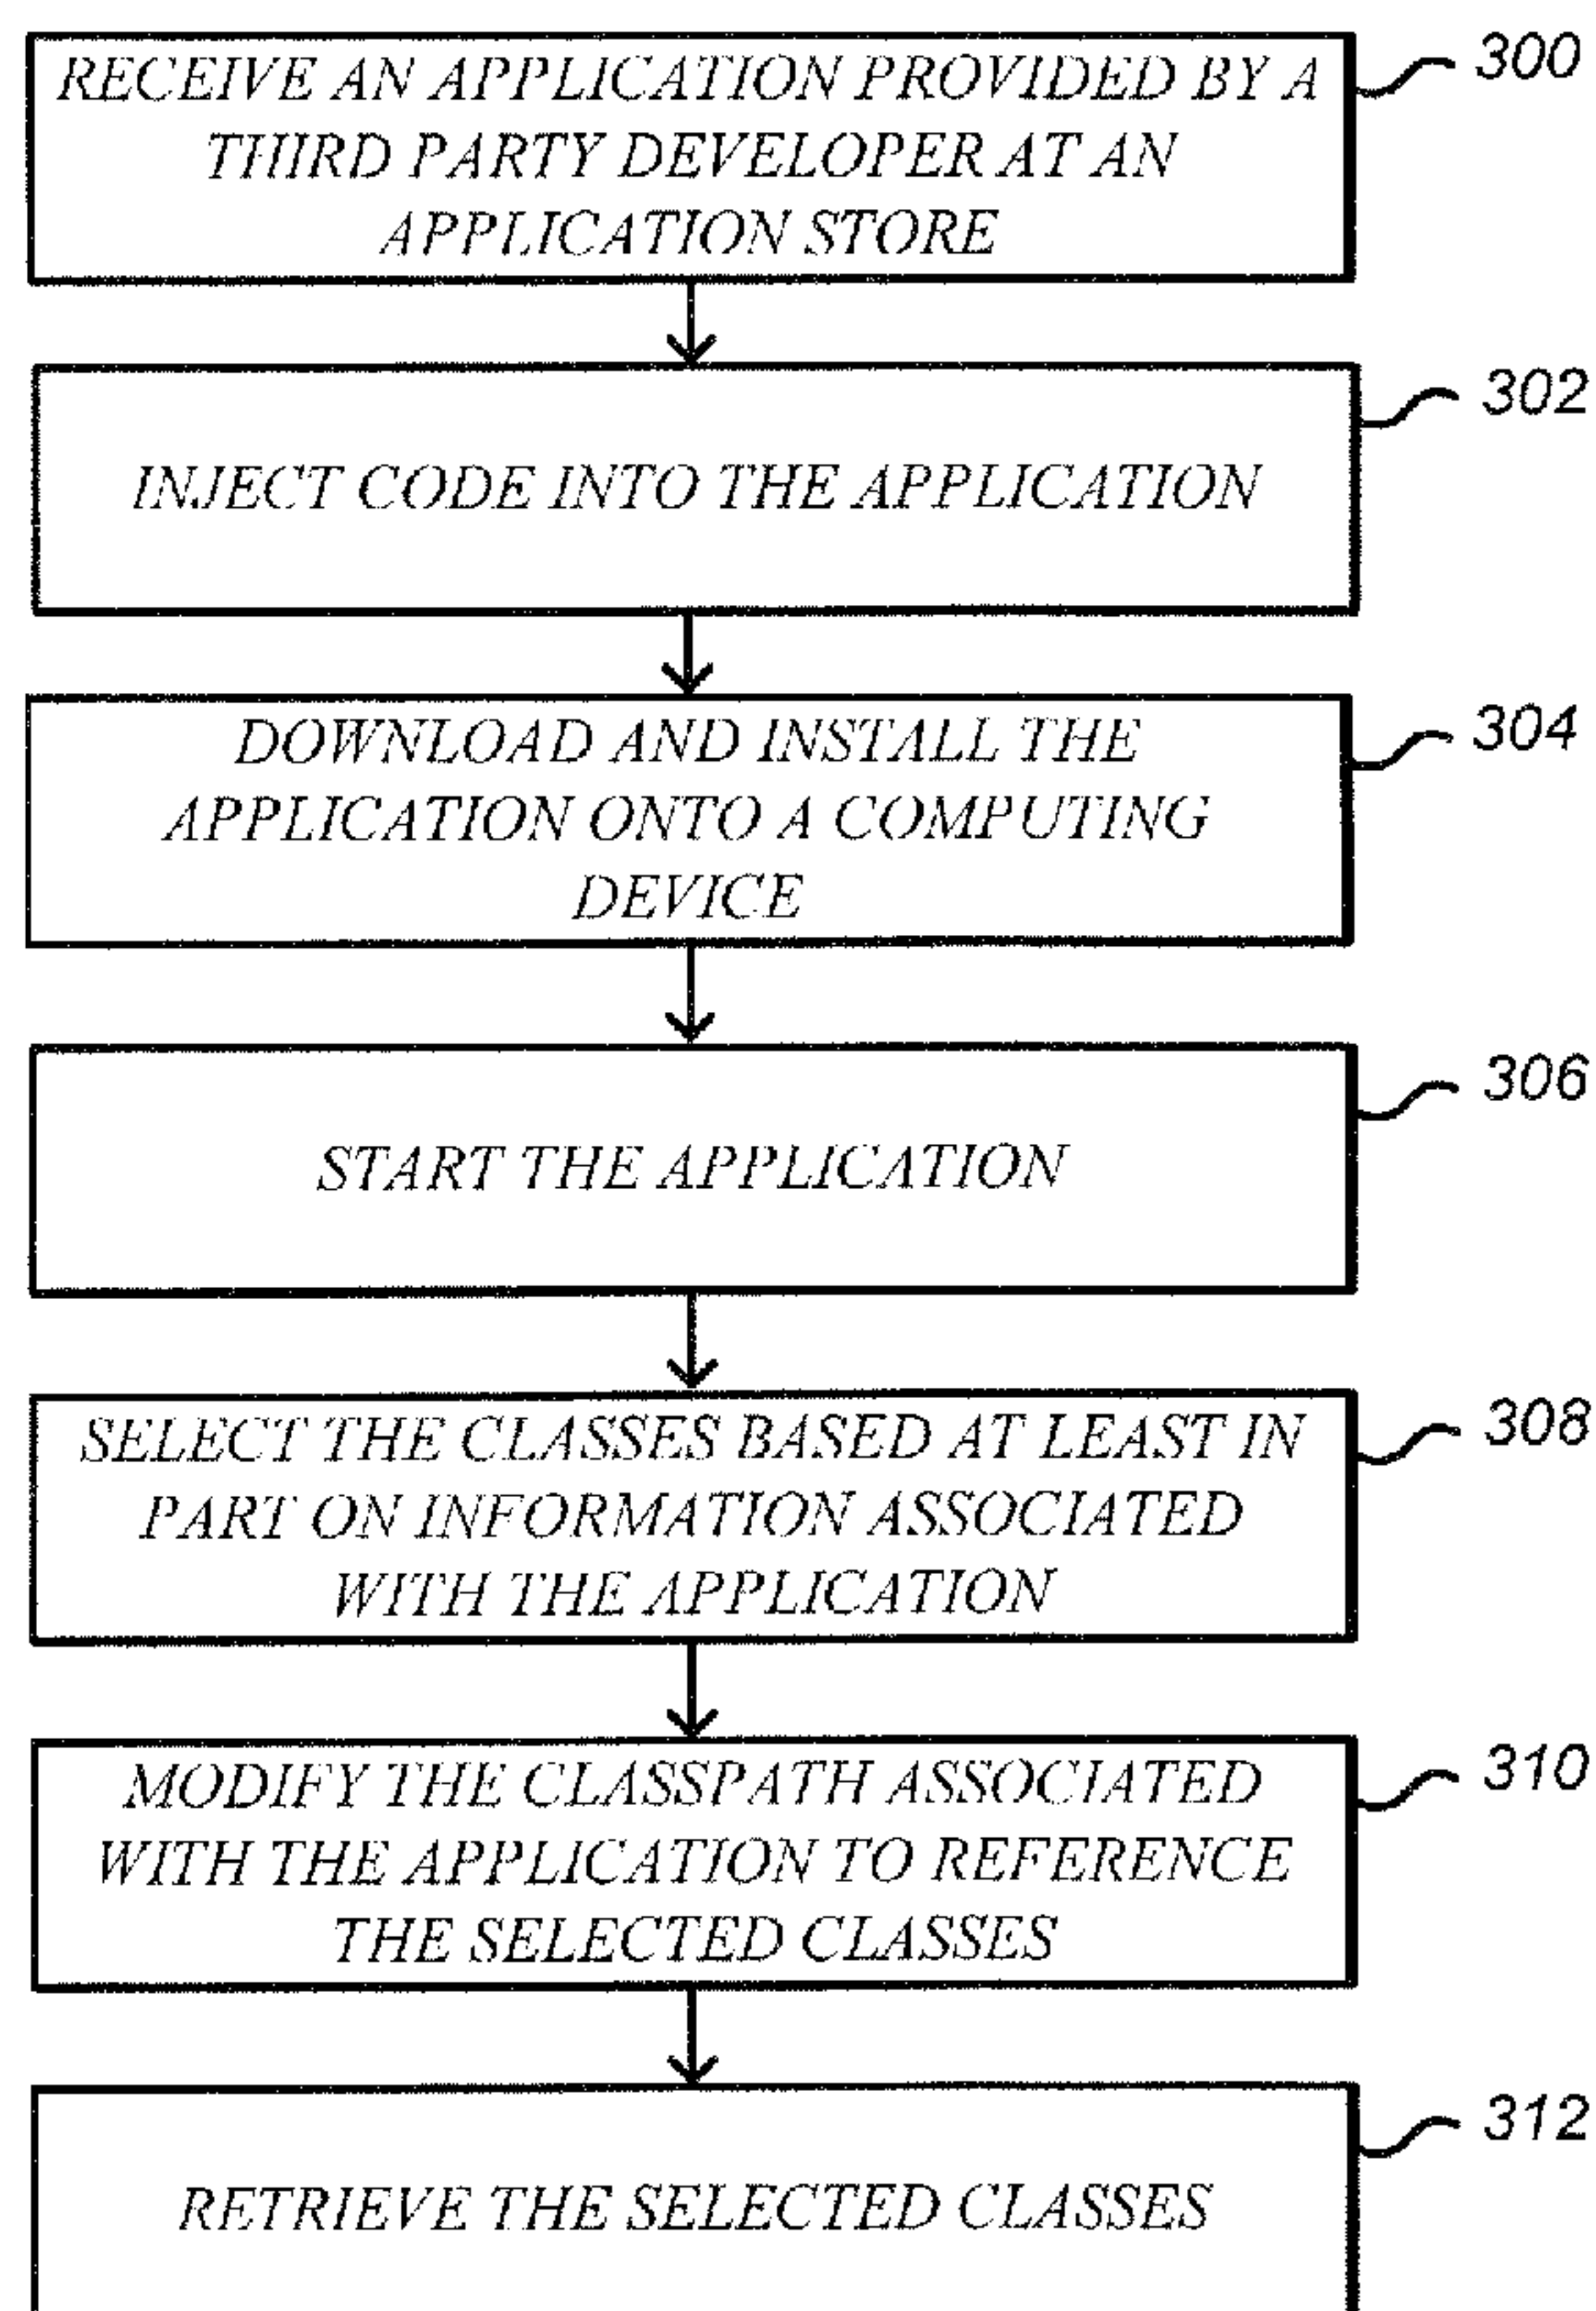 RECEIVE AN APPLICATION PROVIDED BY A
THIRD PARTY DEVELOPER AT AN
APPLICATION STORE
300
INJECT CODE INTO THE APPLICATION
302
DOWNLOAD AND INSTALL THE
APPLICATION ONTO A COMPUTING
DEVICE
304
START THE APPLICATION
306
SELECT THE CLASSES BASED AT LEAST IN
PART ON INFORMATION ASSOCIATED
WITH THE APPLICATION
308
MODIFY THE CLASSPATH ASSOCIATED
WITH THE APPLICATION TO REFERENCE
THE SELECTED CLASSES
310
RETRIEVE THE SELECTED CLASSES
312